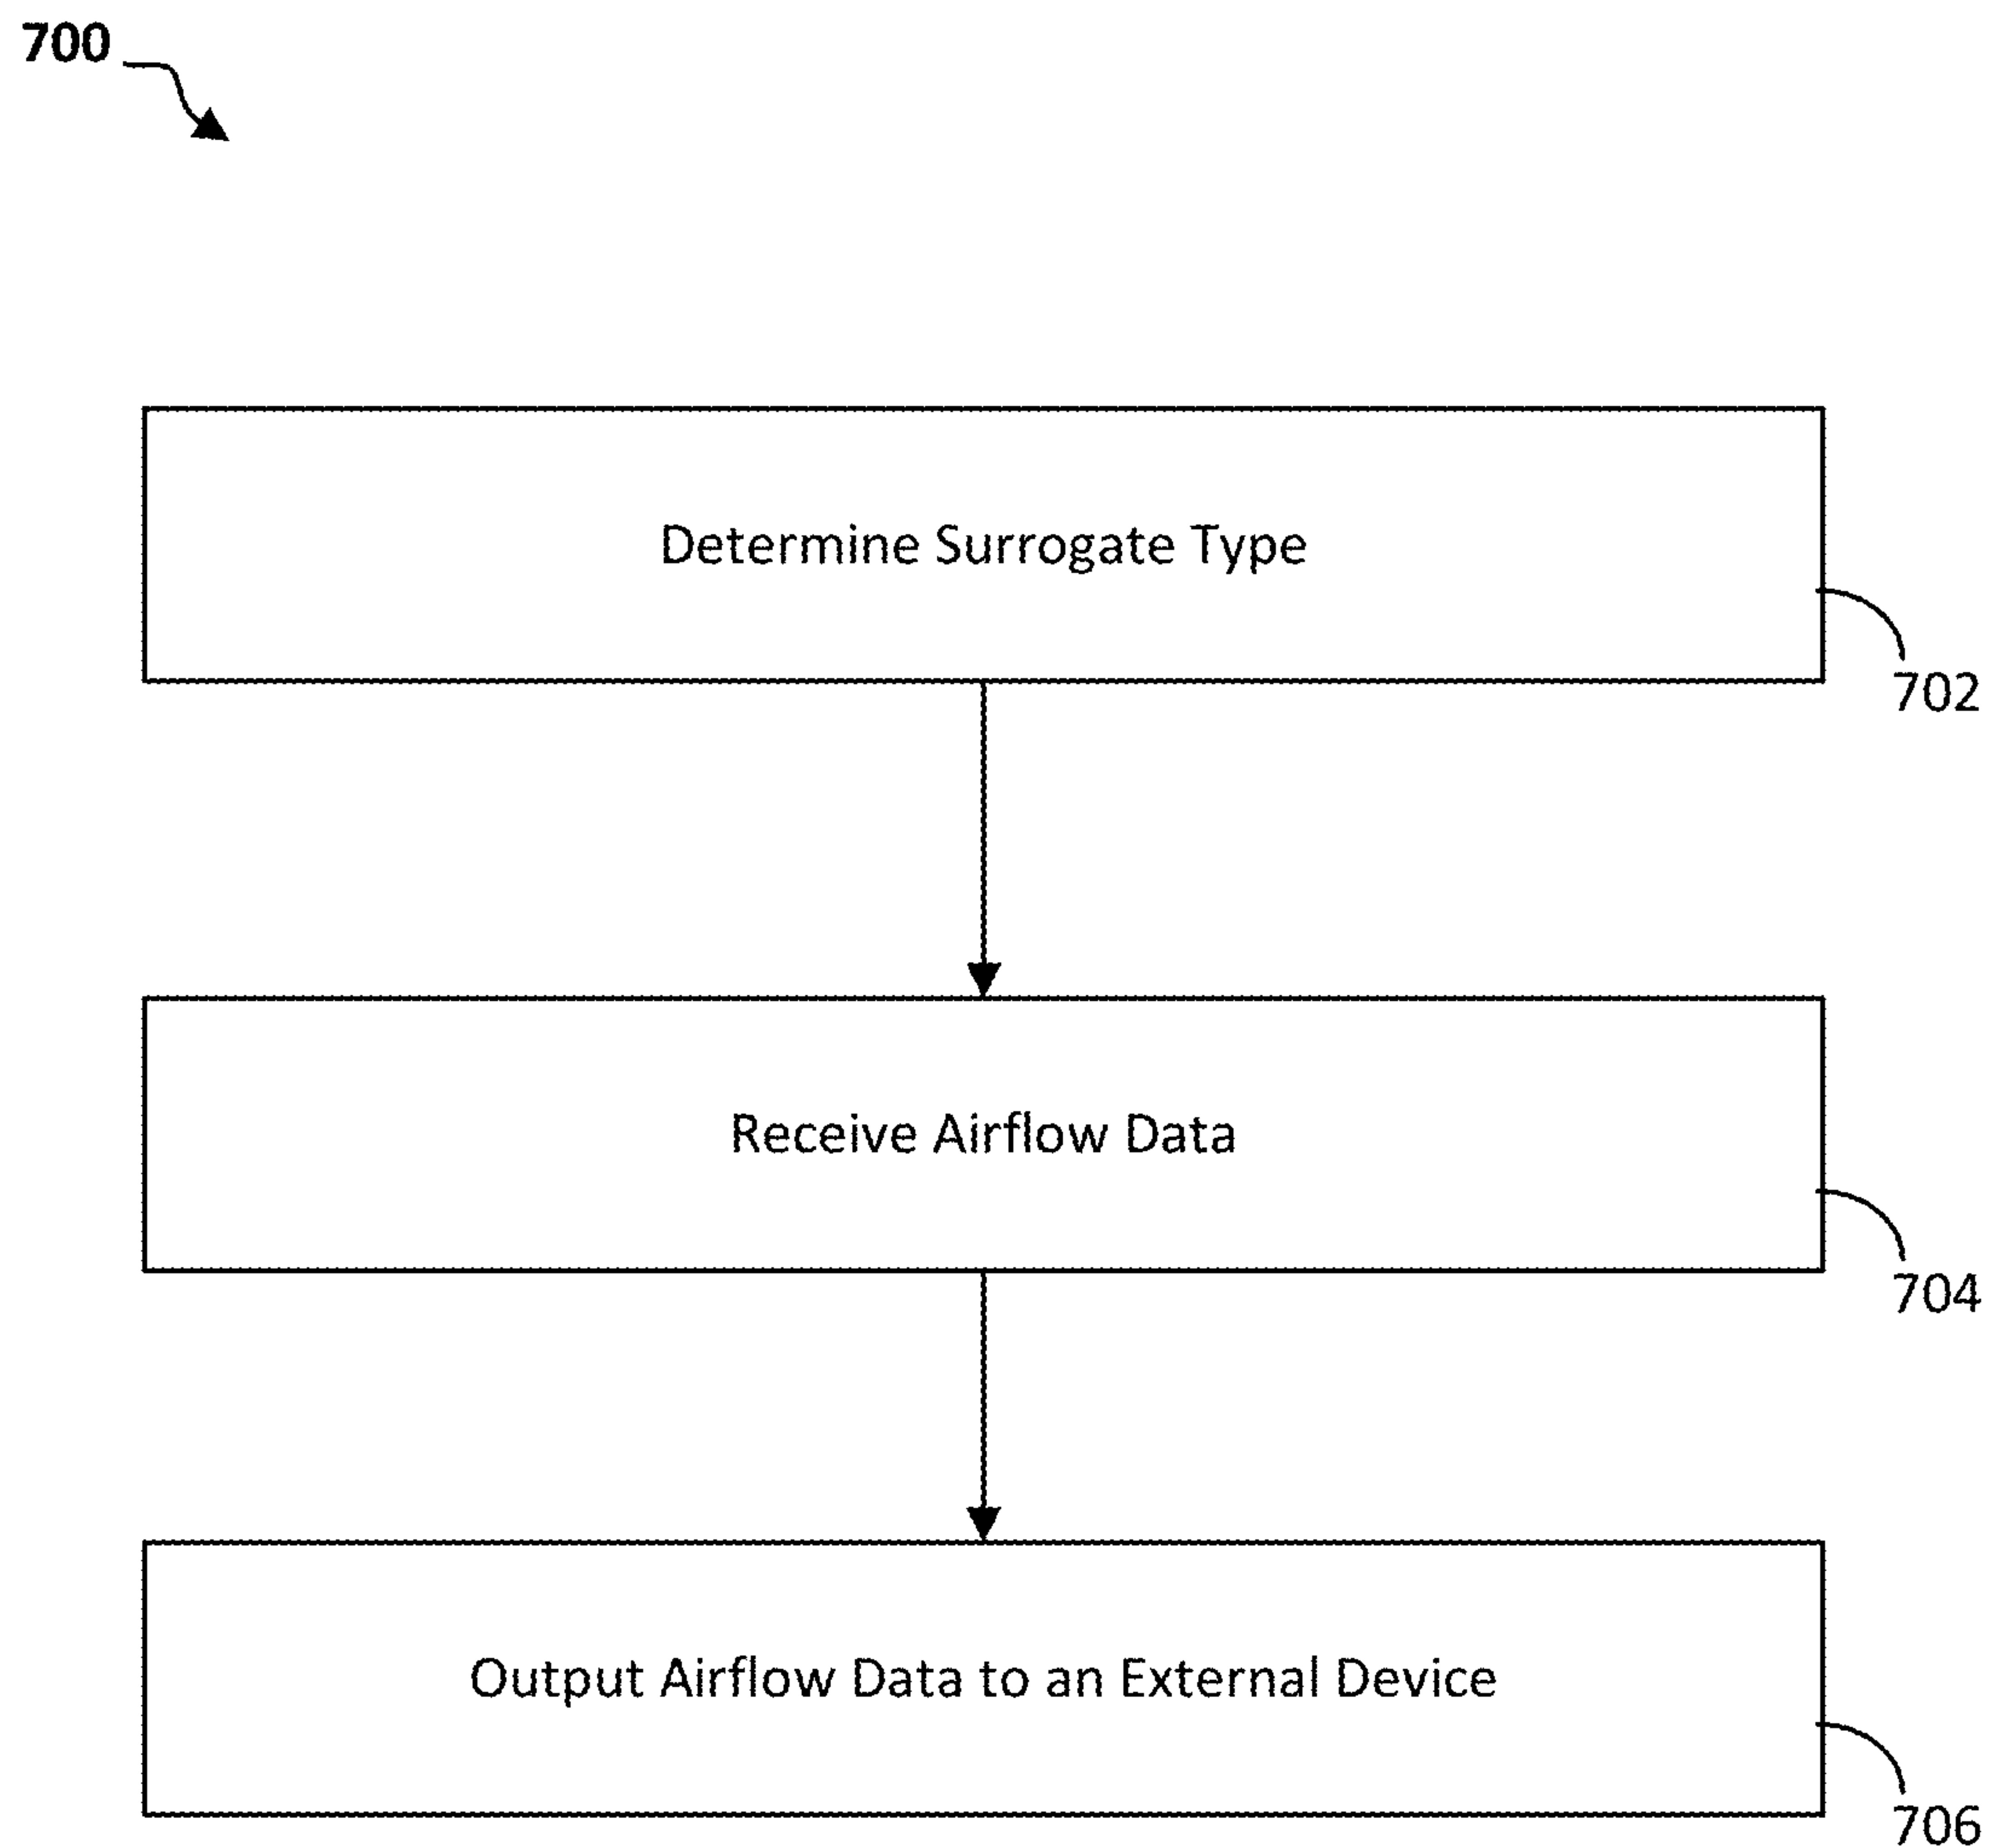 700
Determine Surrogate Type
702
Receive Airflow Data
704
Output Airflow Data to an External Device
706